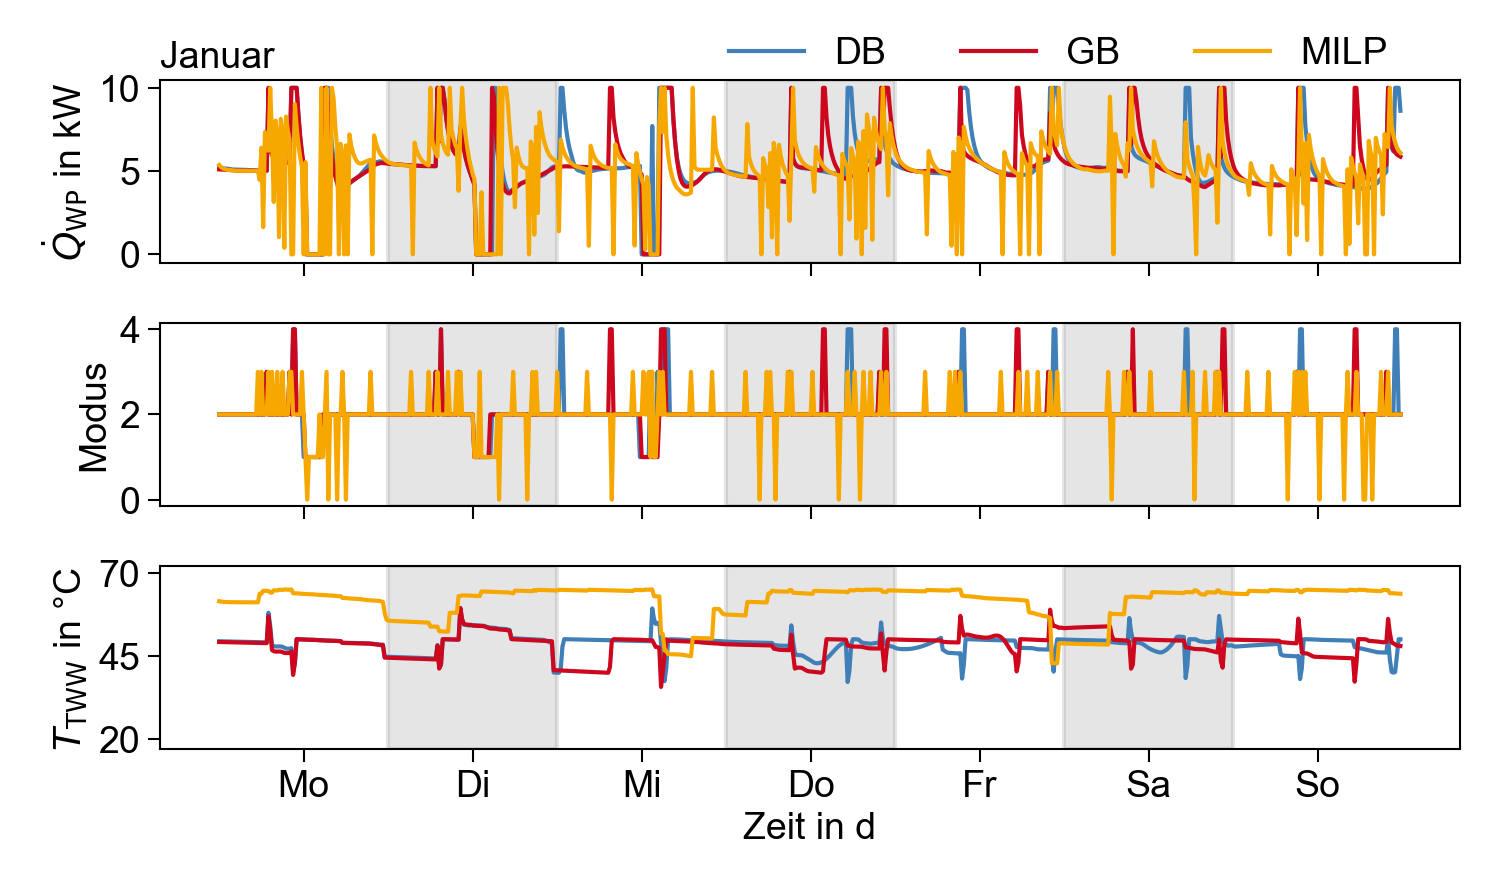 Januar
DB
GB
MILP
Q̇WP in kW
10
5
0
Modus
4
2
0
TTWW in °C
70
45
20
Mo
Di
Mi
Do
Fr
Sa
So
Zeit in d